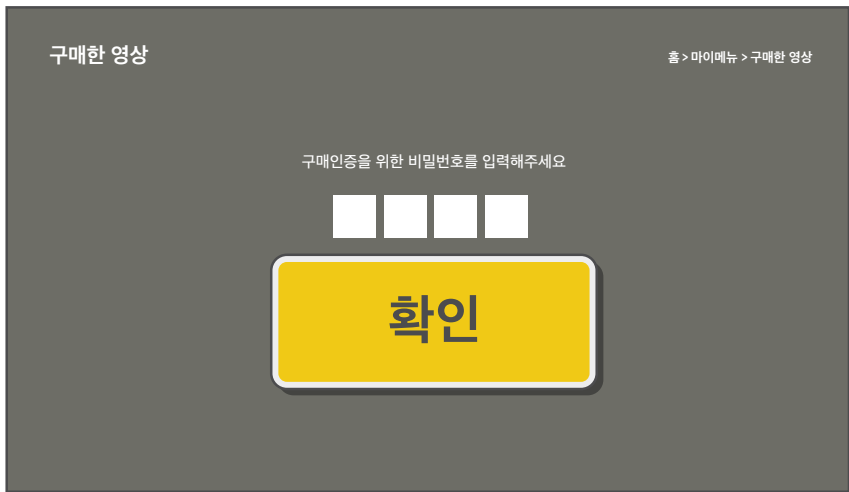 구매한 영상
홈 > 마이메뉴 > 구매한 영상
구매인증을 위한 비밀번호를 입력해주세요
확인